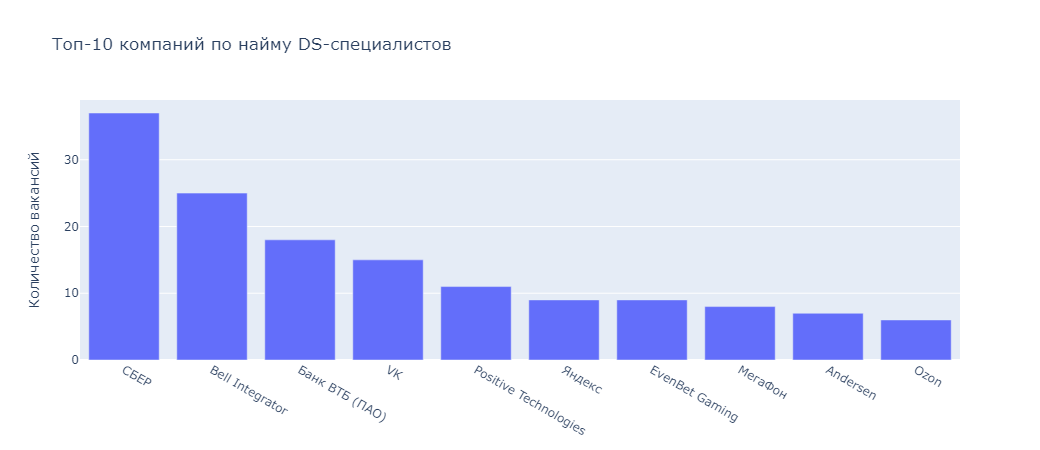 Топ-10 компаний по найму DS-специалистов
Количество вакансий
30
20
10
0
СБЕР
Bell Integrator
Банк ВТБ (ПАО)
VK
Positive Technologies
Яндекс
EvenBet Gaming
МегаФон
Andersen
Ozon